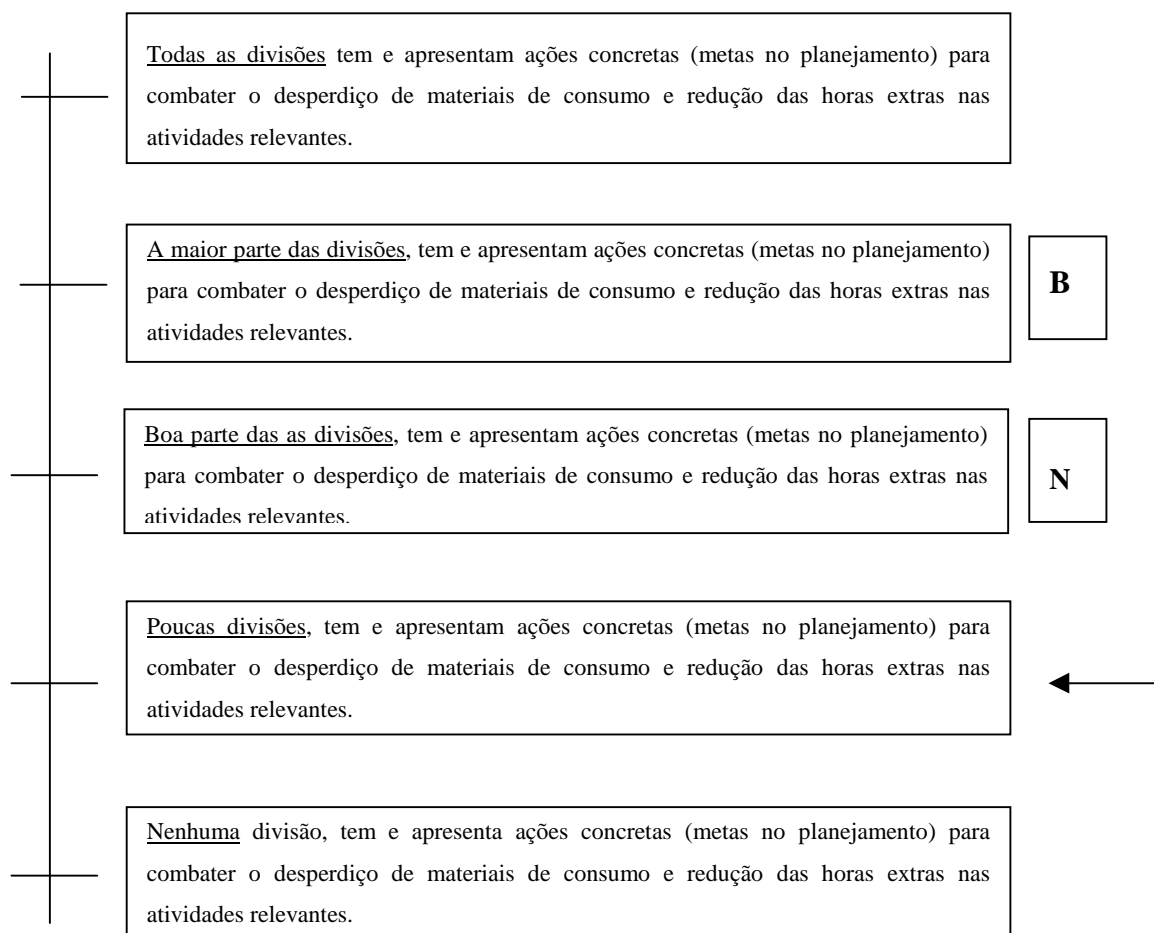 Todas as divisões tem e apresentam ações concretas (metas no planejamento) para
combater o desperdiço de materiais de consumo e redução das horas extras nas
atividades relevantes.
A maior parte das divisões, tem e apresentam ações concretas (metas no planejamento)
para combater o desperdiço de materiais de consumo e redução das horas extras nas
atividades relevantes.
B
Boa parte das as divisões, tem e apresentam ações concretas (metas no planejamento)
para combater o desperdiço de materiais de consumo e redução das horas extras nas
atividades relevantes.
N
Poucas divisões, tem e apresentam ações concretas (metas no planejamento) para
combater o desperdiço de materiais de consumo e redução das horas extras nas
atividades relevantes.
Nenhuma divisão, tem e apresenta ações concretas (metas no planejamento) para
combater o desperdiço de materiais de consumo e redução das horas extras nas
atividades relevantes.